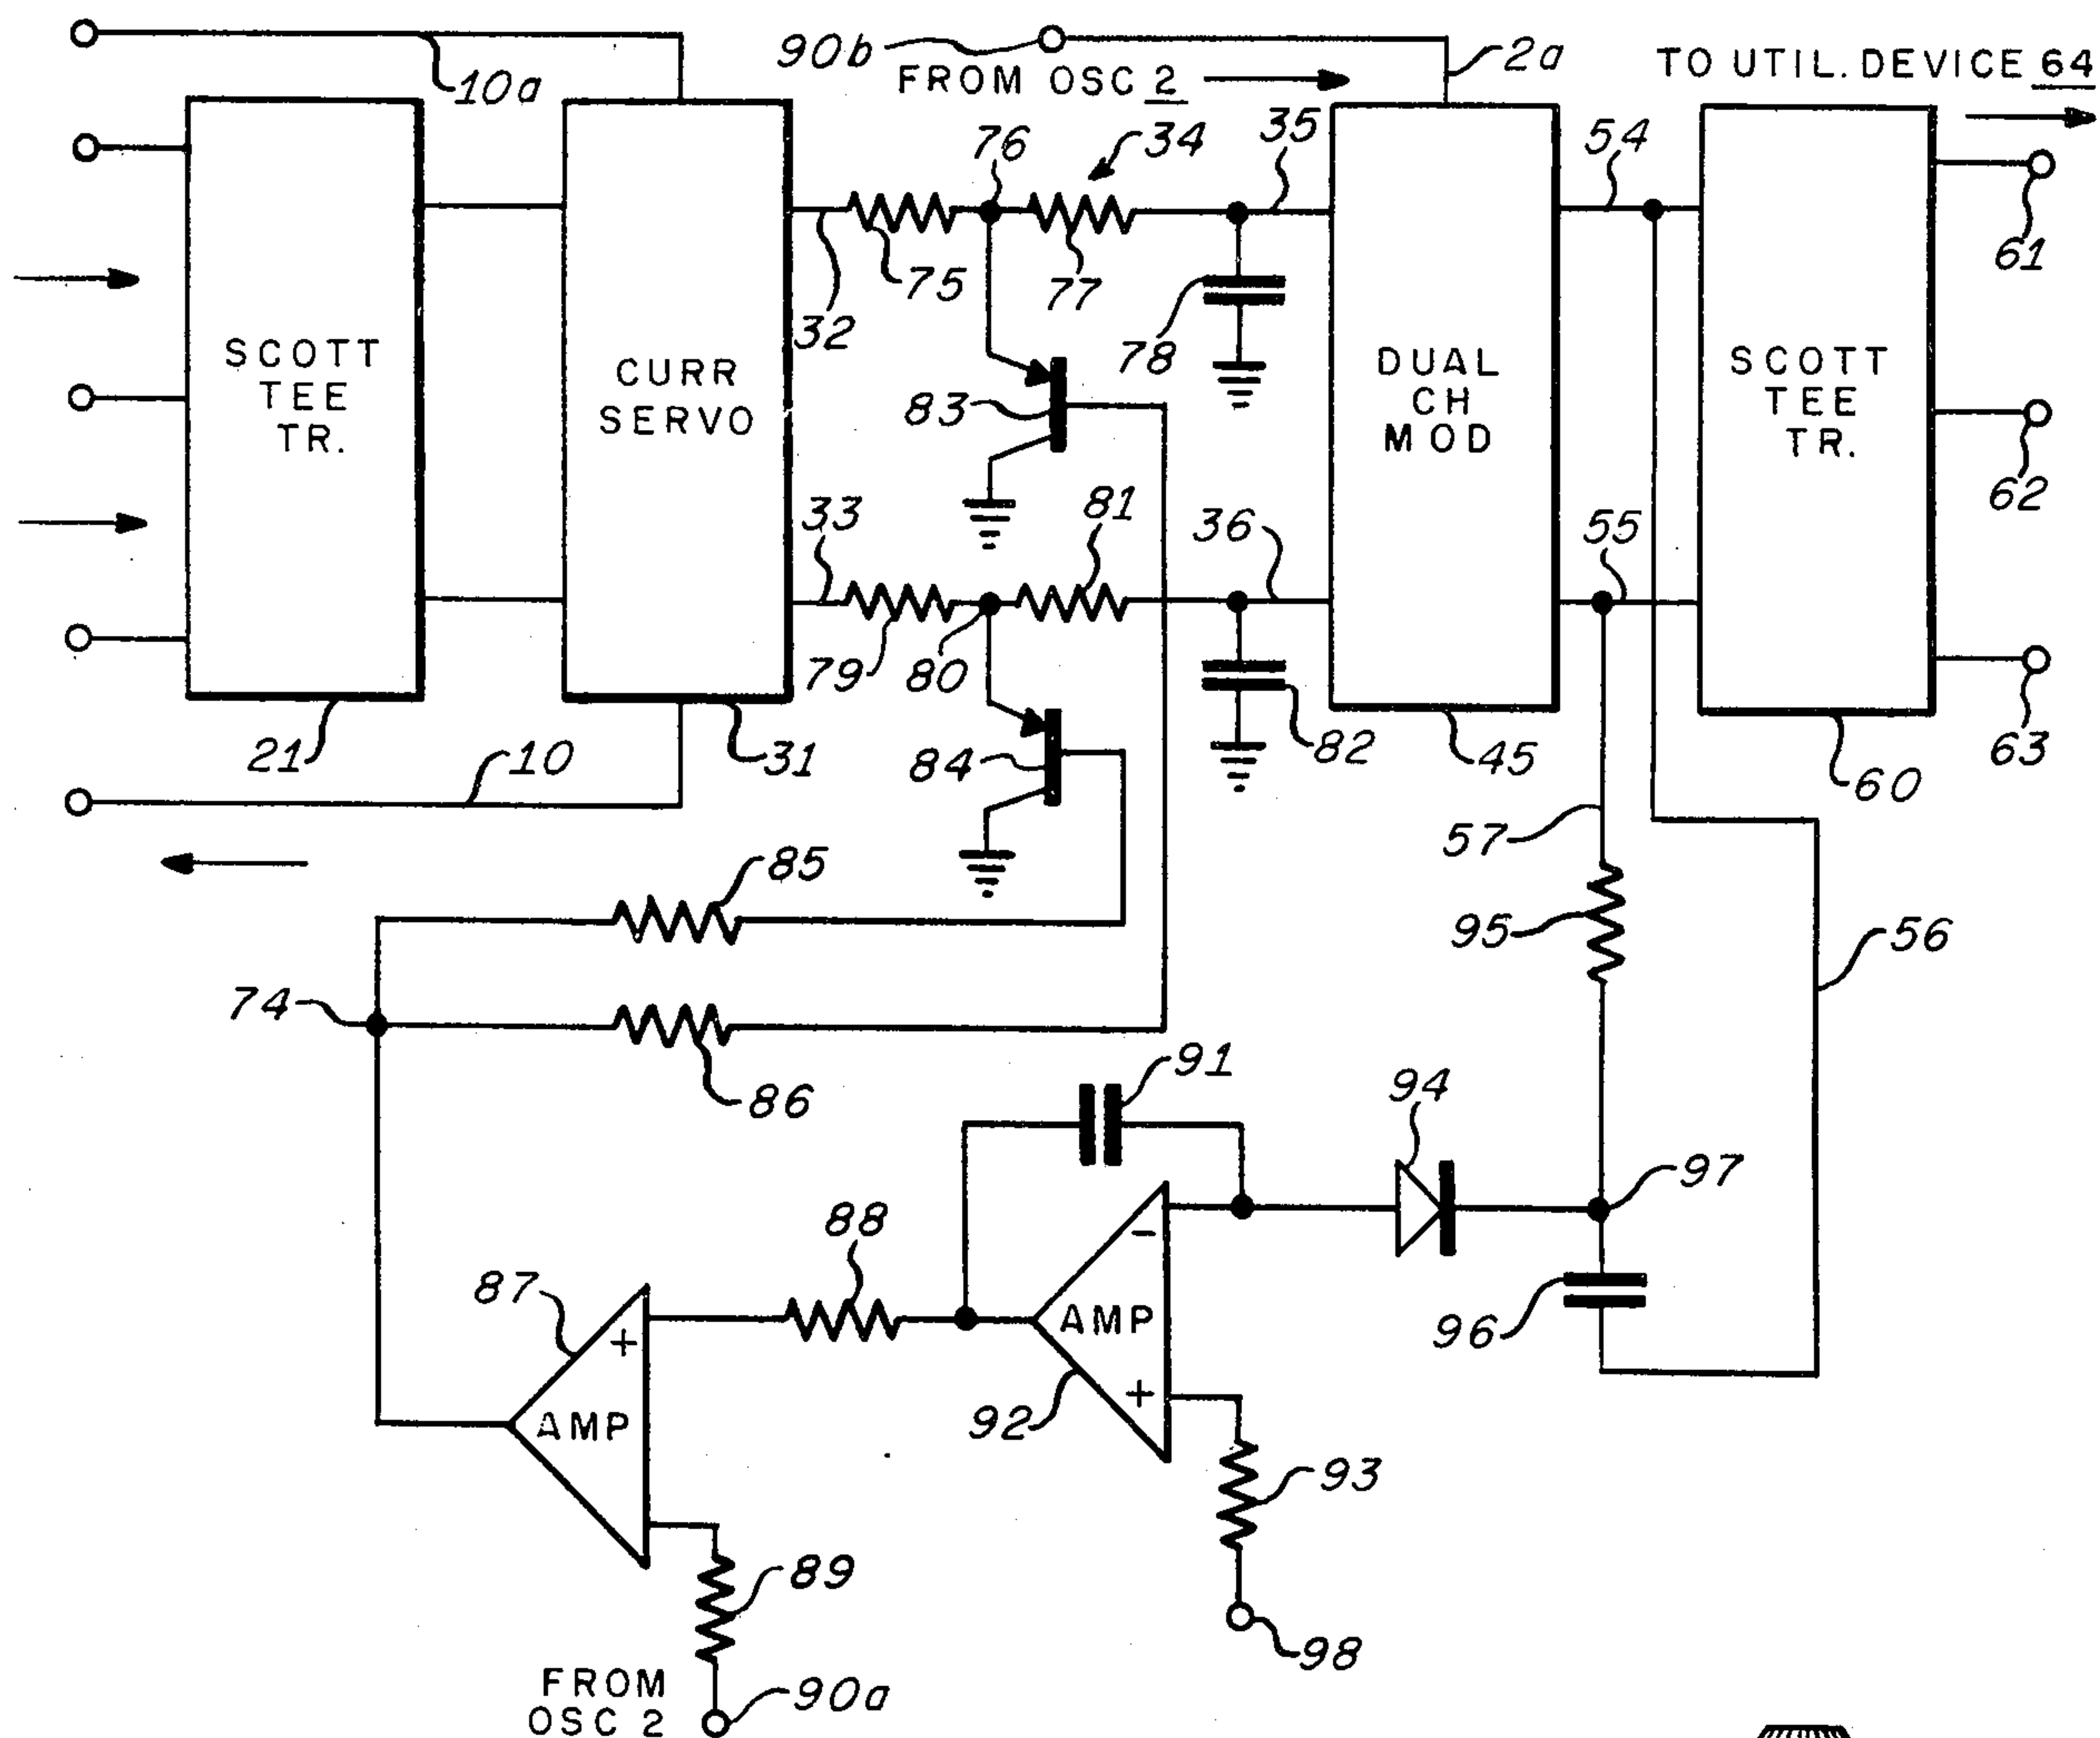 10a
90b
FROM OSC 2
2a
TO UTIL. DEVICE 64
76
34
35
54
61
75
77
32
78
SCOTT
TEE
TR.
CURR
SERVO
83
DUAL
CH
MOD
SCOTT
TEE
TR.
62
33
81
36
55
79
80
63
21
10
31
84
82
45
60
57
85
95
56
74
86
91
94
97
88
87
+
-
AMP
96
AMP
92
+
93
89
98
FROM
OSC 2
90a